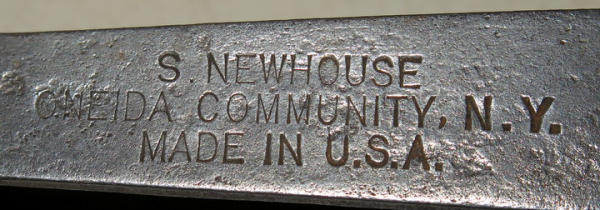 S. NEWHOUSE
ONEIDA COMMUNITY, N.Y.
MADE IN U.S.A.